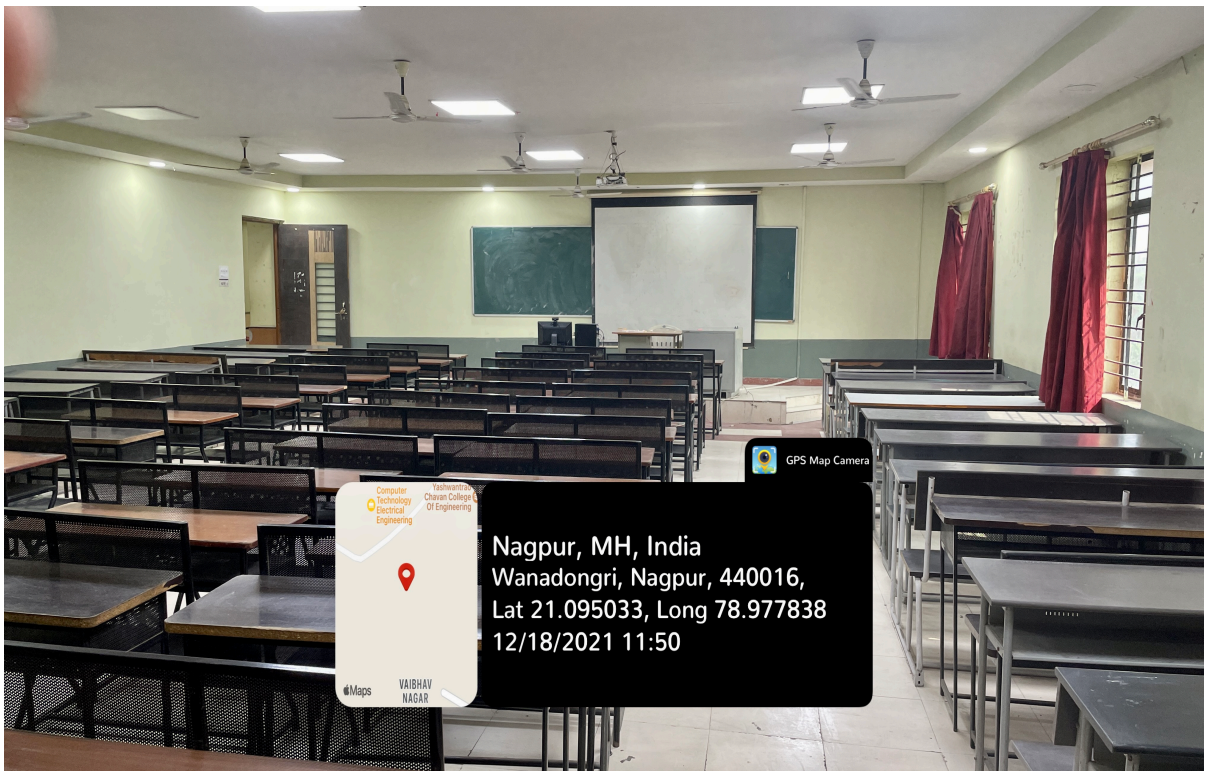 GPS Map Camera
Computer
Technology
Electrical
Engineering
Yashwantrao
Chavan College
Of Engineering
Maps
VAIBHAV
NAGAR
Nagpur, MH, India
Wanadongri, Nagpur, 440016,
Lat 21.095033, Long 78.977838
12/18/2021 11:50